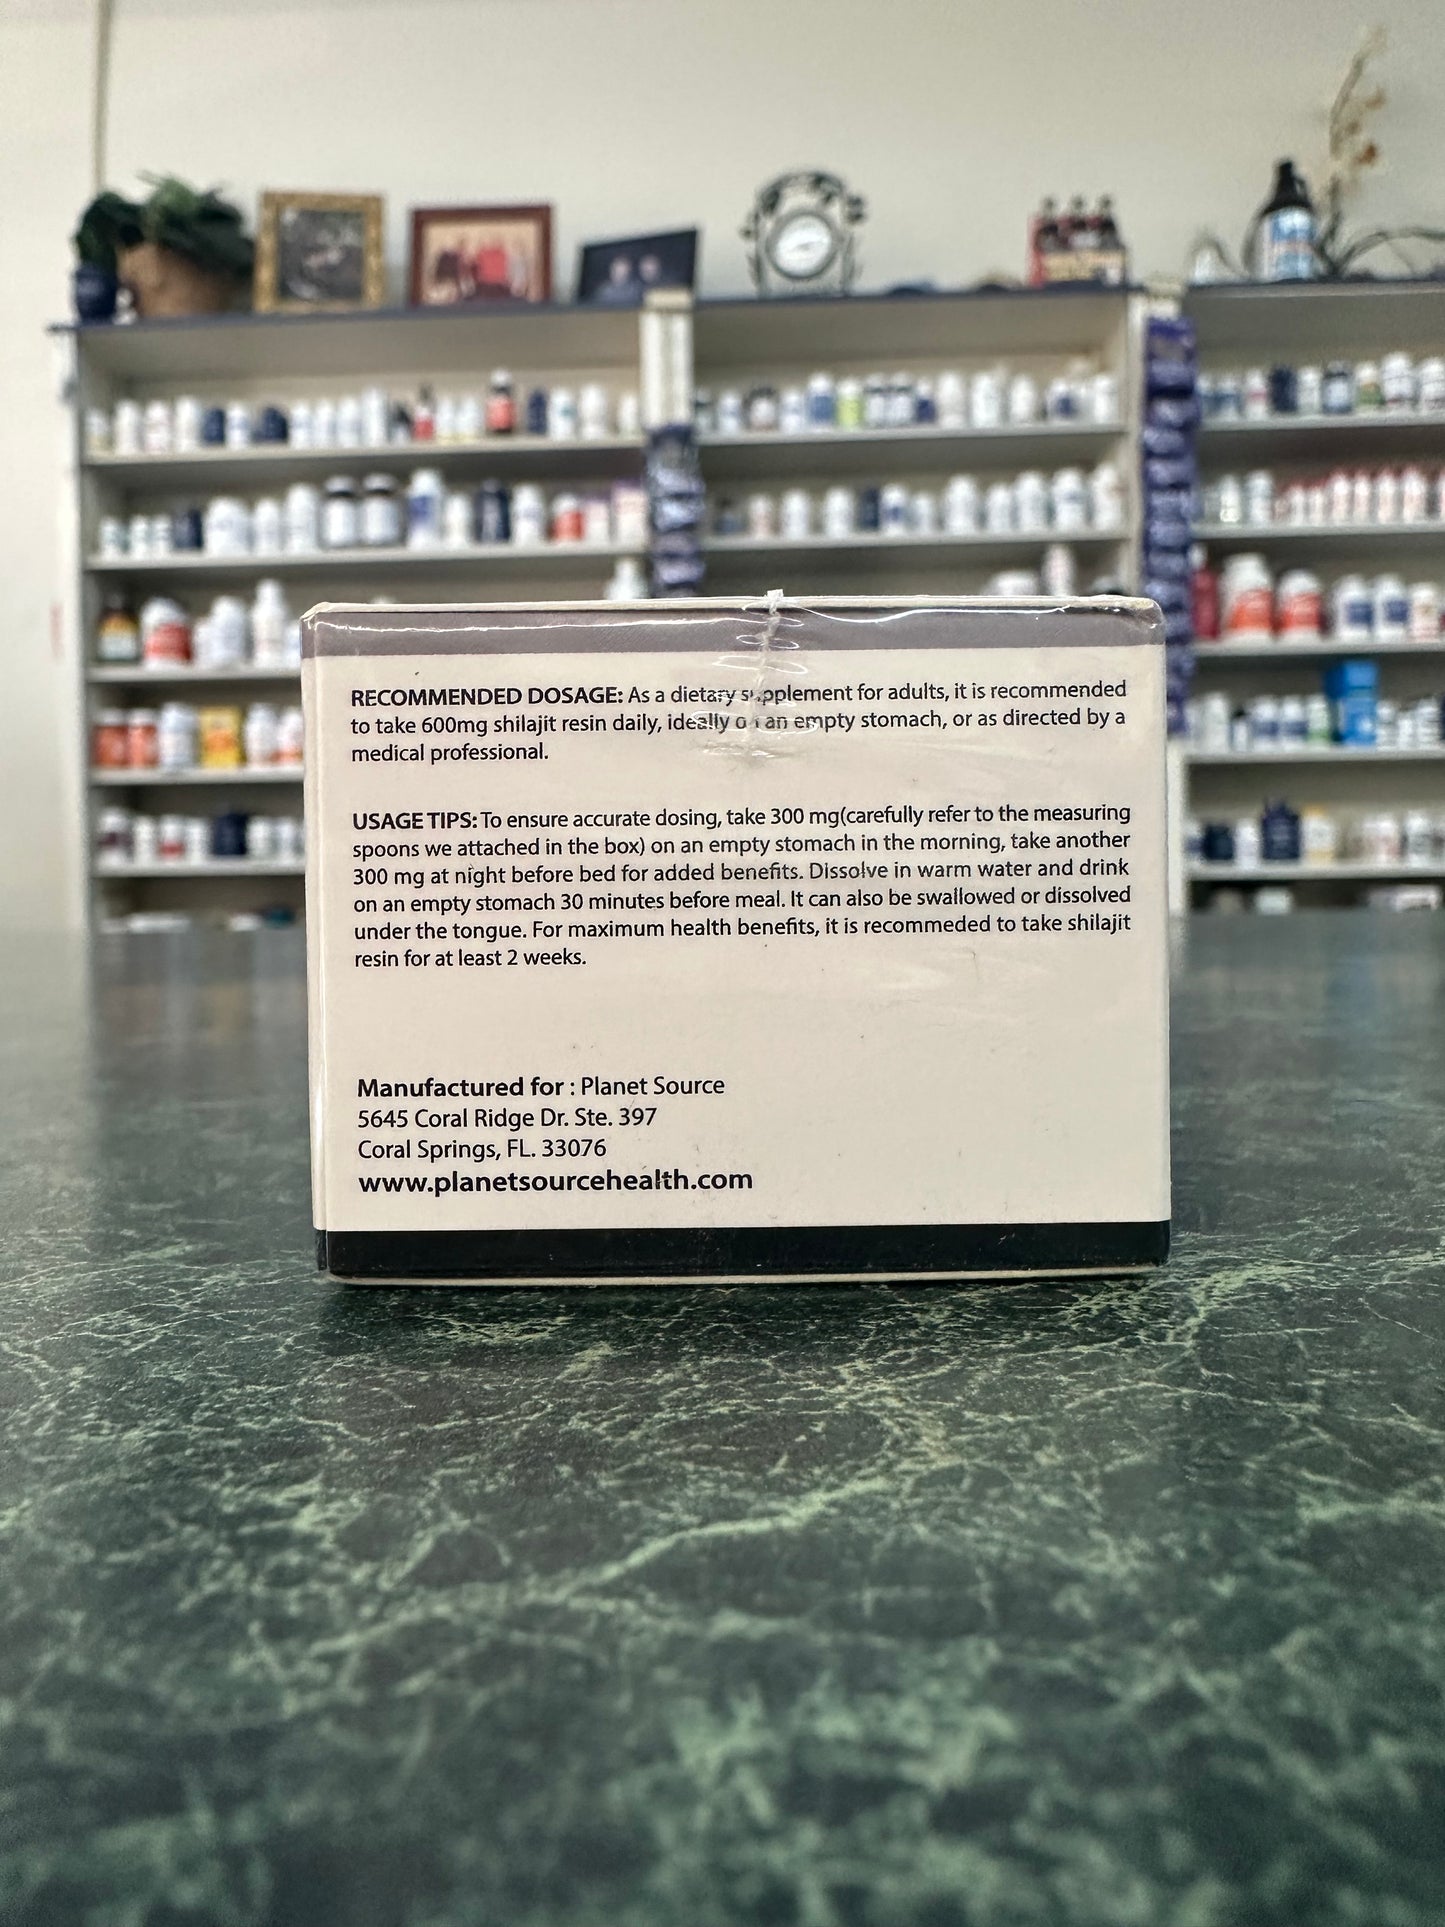 RECOMMENDED DOSAGE: As a dietary supplement for adults, it is recommended
to take 600mg shilajit resin daily, ideally on an empty stomach, or as directed by a
medical professional.
USAGE TIPS: To ensure accurate dosing, take 300 mg(carefully refer to the measuring
spoons we attached in the box) on an empty stomach in the morning, take another
300 mg at night before bed for added benefits. Dissolve in warm water and drink
on an empty stomach 30 minutes before meal. It can also be swallowed or dissolved
under the tongue. For maximum health benefits, it is recommeded to take shilajit
resin for at least 2 weeks.
Manufactured for : Planet Source
5645 Coral Ridge Dr. Ste. 397
Coral Springs, FL. 33076
www.planetsourcehealth.com